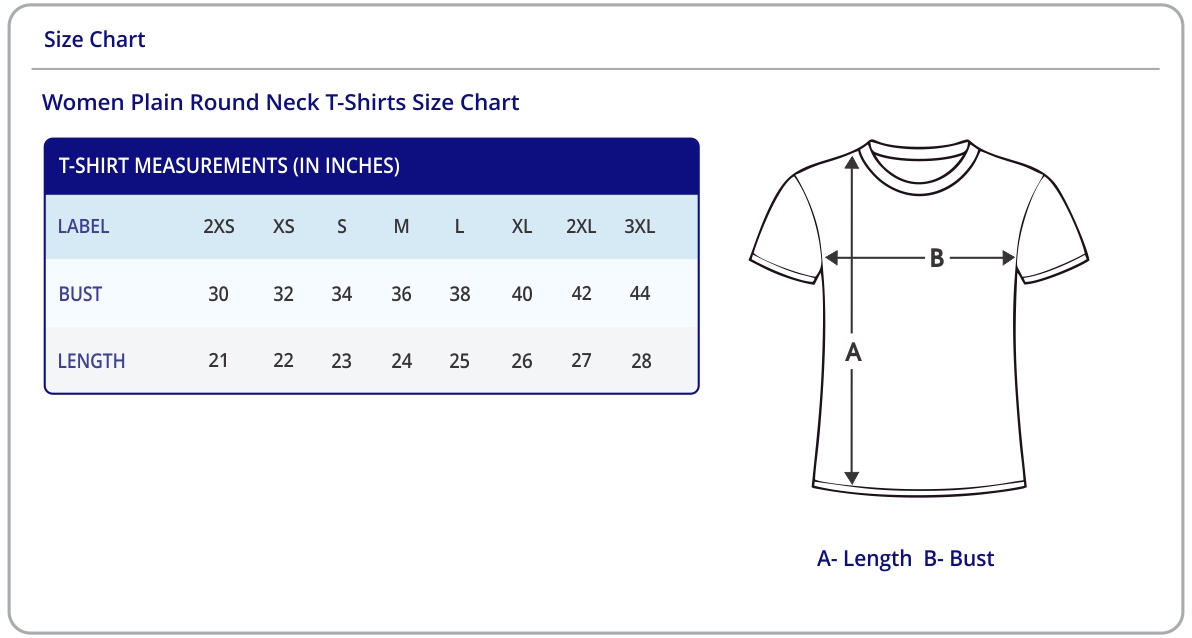 Size Chart
Women Plain Round Neck T-Shirts Size Chart
T-SHIRT MEASUREMENTS (IN INCHES)
LABEL 2XS XS S M L XL 2XL 3XL
BUST 30 32 34 36 38 40 42 44
LENGTH 21 22 23 24 25 26 27 28
B
A
A- Length B- Bust